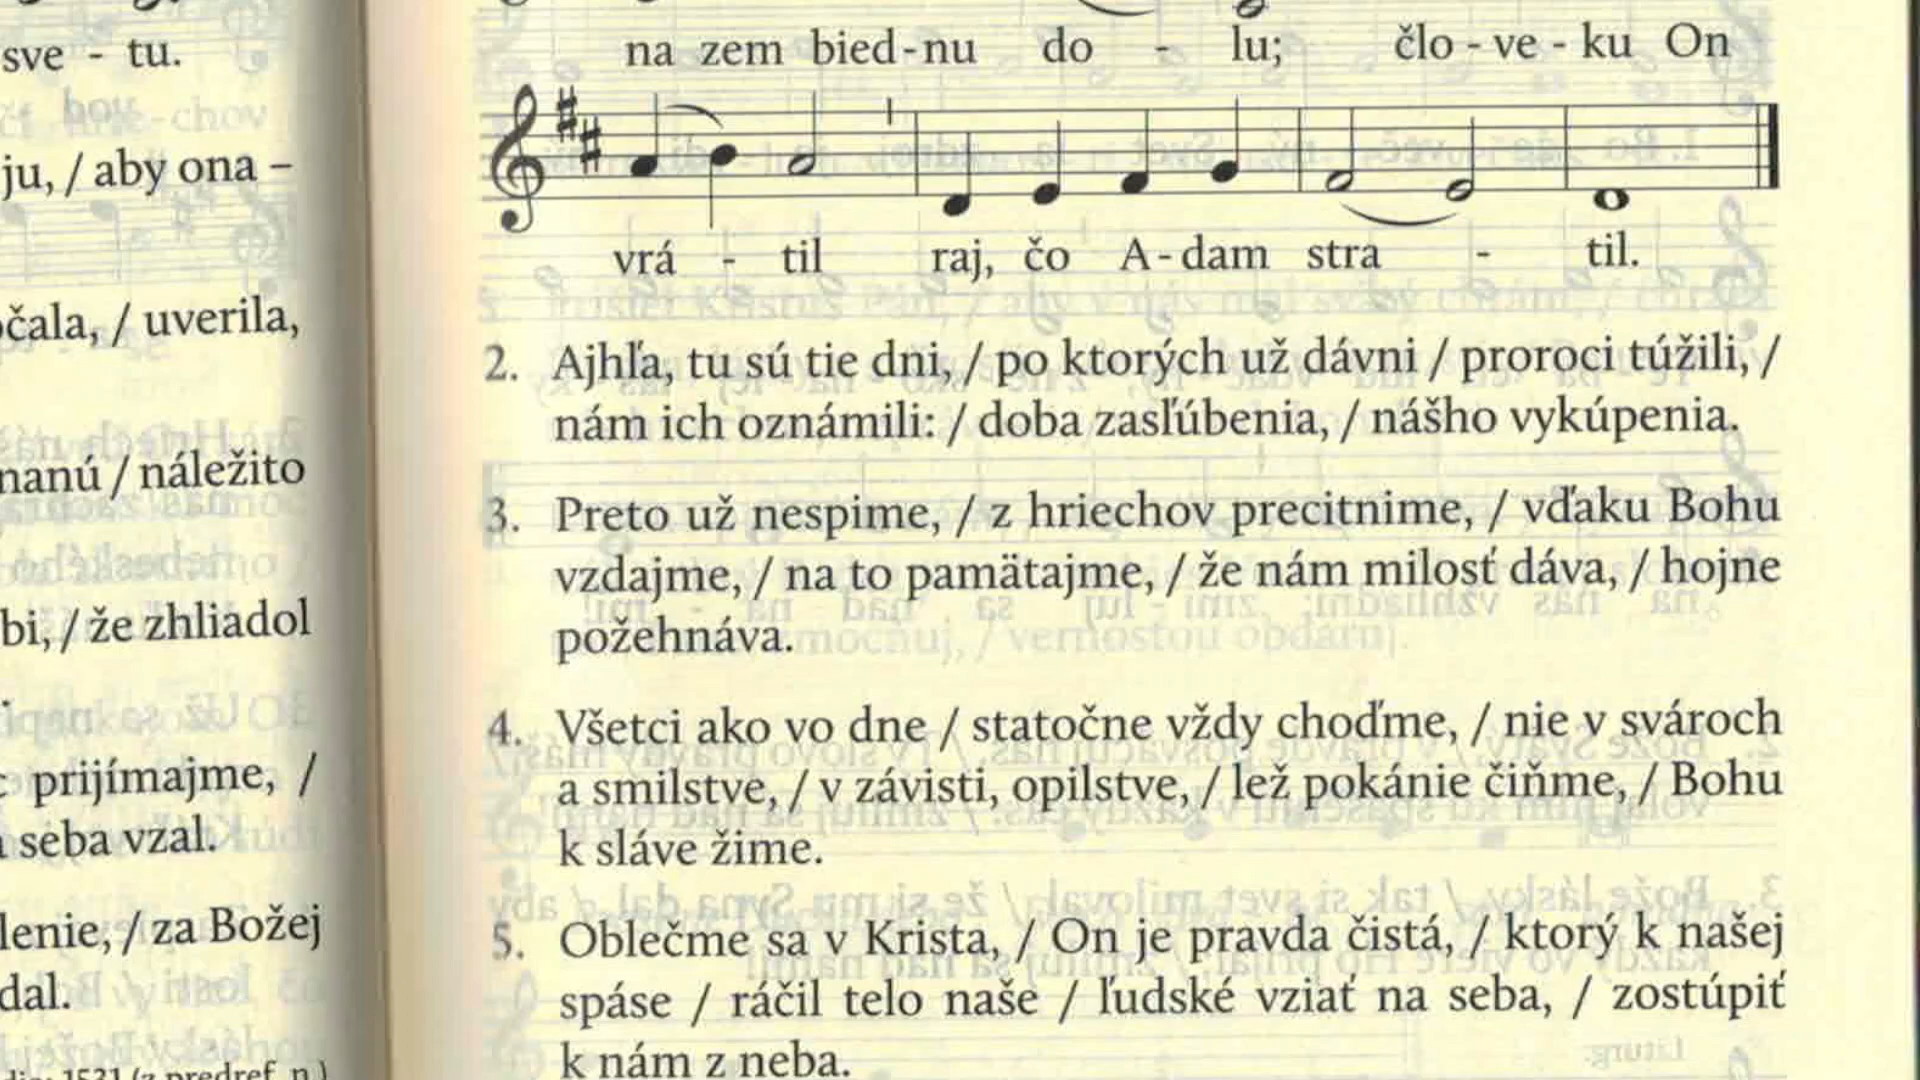 sve - tu.
ju, / aby ona –
čala, / uverila,
/ náležito
bi, / že zhliadol
prijímajme, /
seba vzal.
lenie, / za Božej
dal.
1531 (z predref. n.)
na zem bied - nu do - lu; člo - ve - ku On
vrá - til raj, čo A - dam stra - til.
2. Ajhľa, tu sú tie dni, / po ktorých už dávni / proroci túžili, /
nám ich oznámili: / doba zasľúbenia, / nášho vykúpenia.
3. Preto už nespime, / z hriechov precitnime, / vďaku Bohu
vzdajme, / na to pamätajme, / že nám milosť dáva, / hojne
požehnáva.
4. Všetci ako vo dne / statočne vždy choďme, / nie v svároch
a smilstve, / v závisti, opilstve, / lež pokánie čiňme, / Bohu
k sláve žime.
5. Oblečme sa v Krista, / On je pravda čistá, / ktorý k našej
spáse / ráčil telo naše / ľudské vziať na seba, / zostúpiť
k nám z neba.